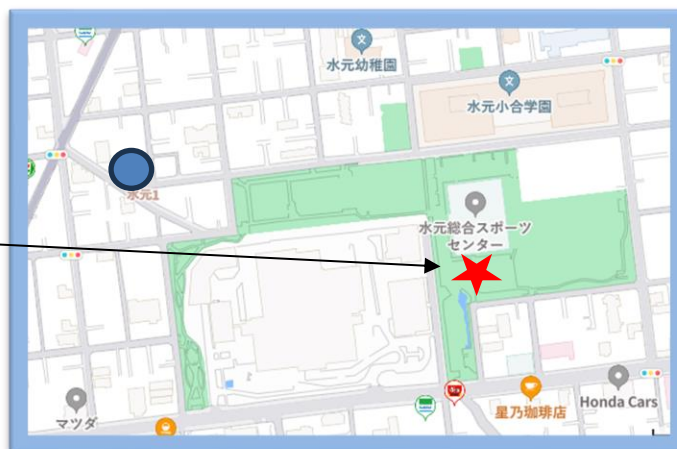 水元幼稚園
水元小合学園
水元1
水元総合スポーツ
センター
マツダ
星乃珈琲店
Honda Cars